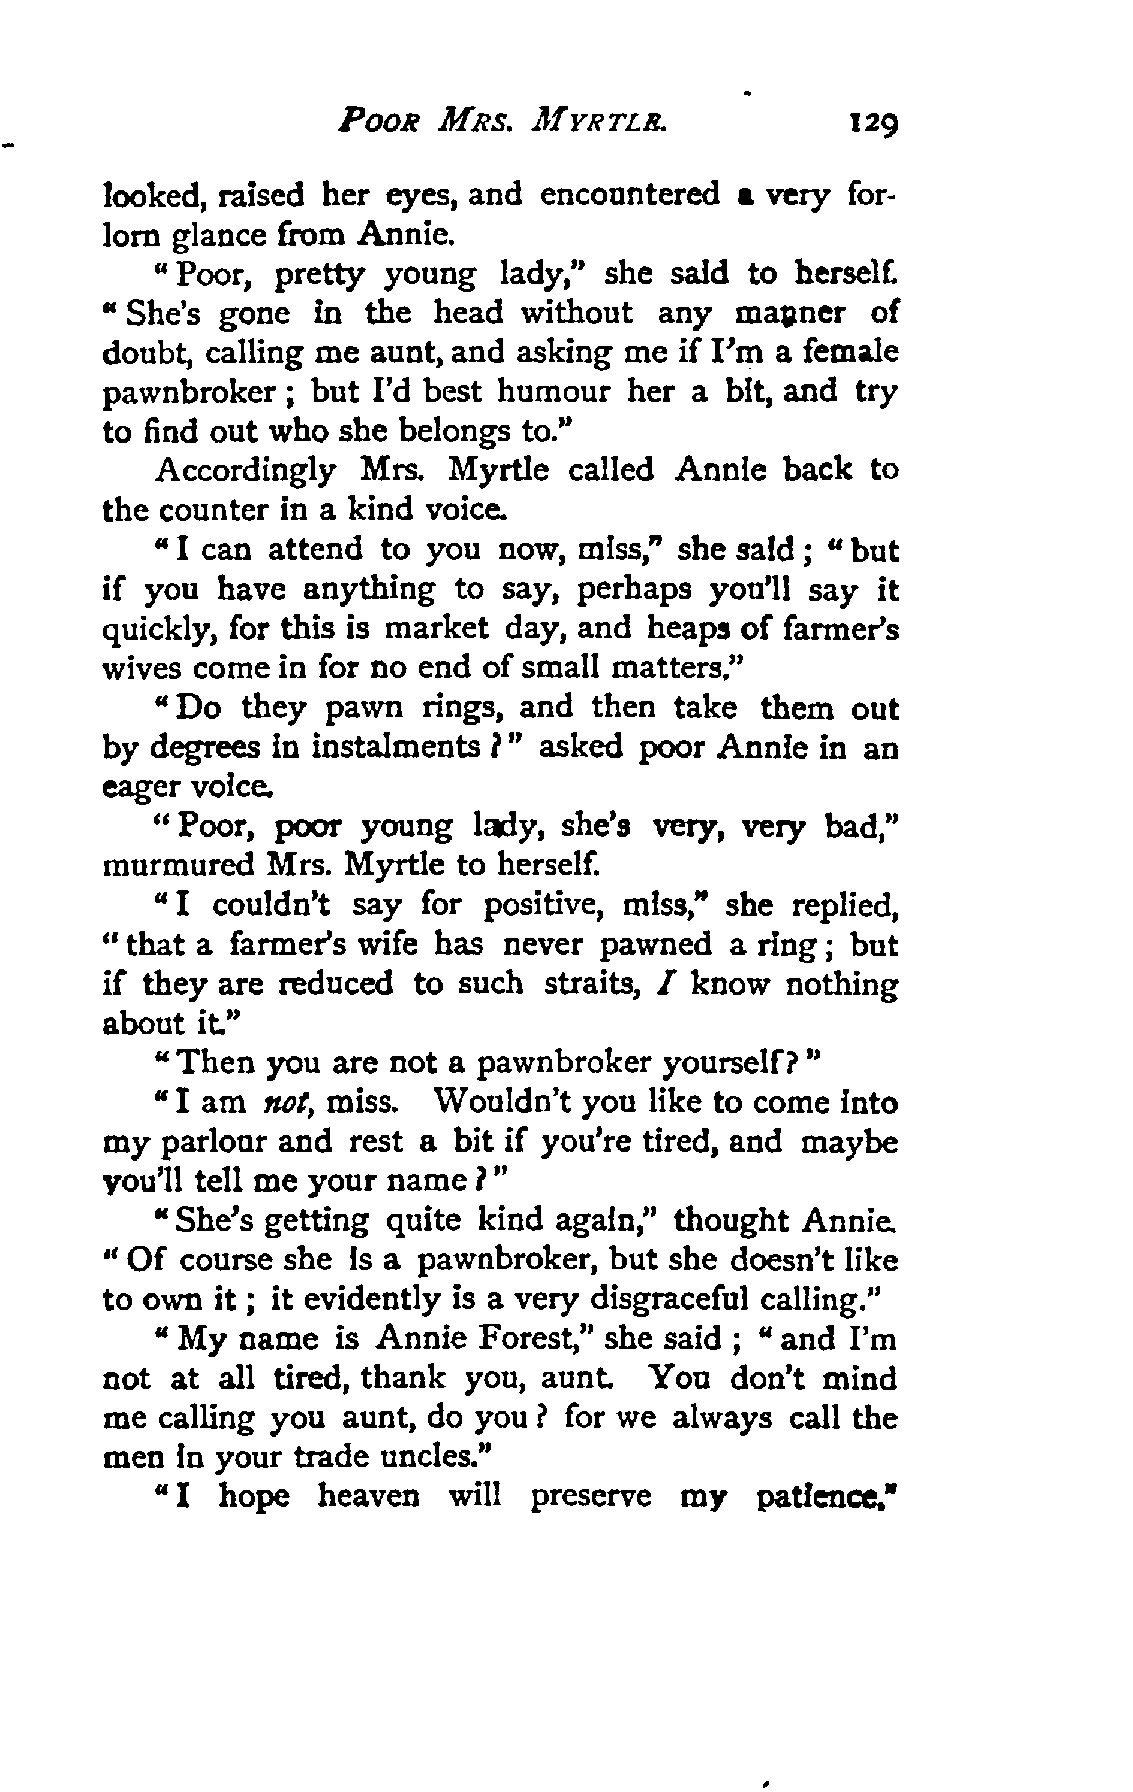 POOR MRS. MYRTLE. 129
looked, raised her eyes, and encountered a very for-
lorn glance from Annie.
"Poor, pretty young lady," she said to herself.
"She's gone in the head without any manner of
doubt, calling me aunt, and asking me if I'm a female
pawnbroker; but I'd best humour her a bit, and try
to find out who she belongs to."
Accordingly Mrs. Myrtle called Annie back to
the counter in a kind voice.
"I can attend to you now, miss," she said; "but
if you have anything to say, perhaps you'll say it
quickly, for this is market day, and heaps of farmer's
wives come in for no end of small matters."
"Do they pawn rings, and then take them out
by degrees in instalments?" asked poor Annie in an
eager voice.
"Poor, poor young lady, she's very, very bad,"
murmured Mrs. Myrtle to herself.
"I couldn't say for positive, miss," she replied,
"that a farmer's wife has never pawned a ring; but
if they are reduced to such straits, I know nothing
about it."
"Then you are not a pawnbroker yourself?"
"I am not, miss. Wouldn't you like to come into
my parlour and rest a bit if you're tired, and maybe
you'll tell me your name?"
"She's getting quite kind again," thought Annie.
"Of course she is a pawnbroker, but she doesn't like
to own it; it evidently is a very disgraceful calling."
"My name is Annie Forest," she said; "and I'm
not at all tired, thank you, aunt. You don't mind
me calling you aunt, do you? for we always call the
men in your trade uncles."
"I hope heaven will preserve my patience,"